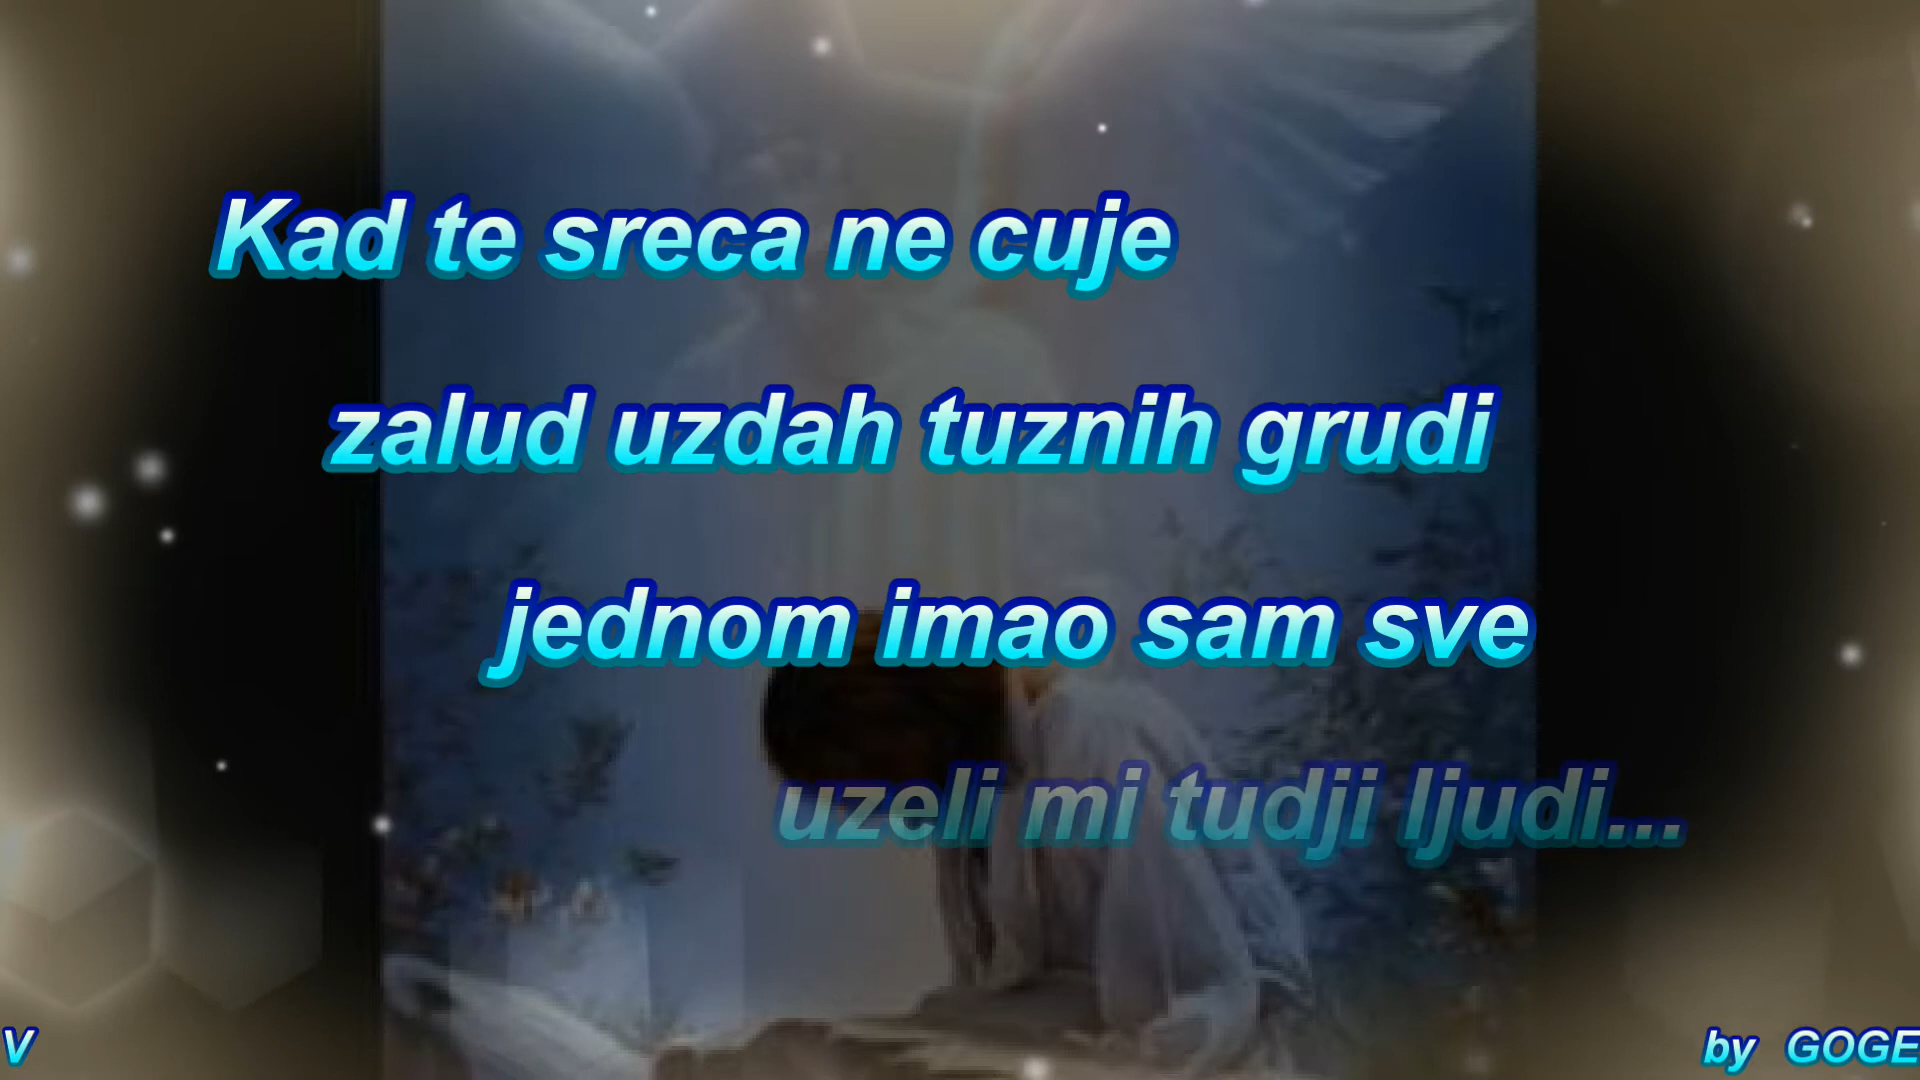 Kad te sreca ne cuje
zalud uzdah tuznih grudi
jednom imao sam sve
uzeli mi tudji ljudi...
V
by GOGE